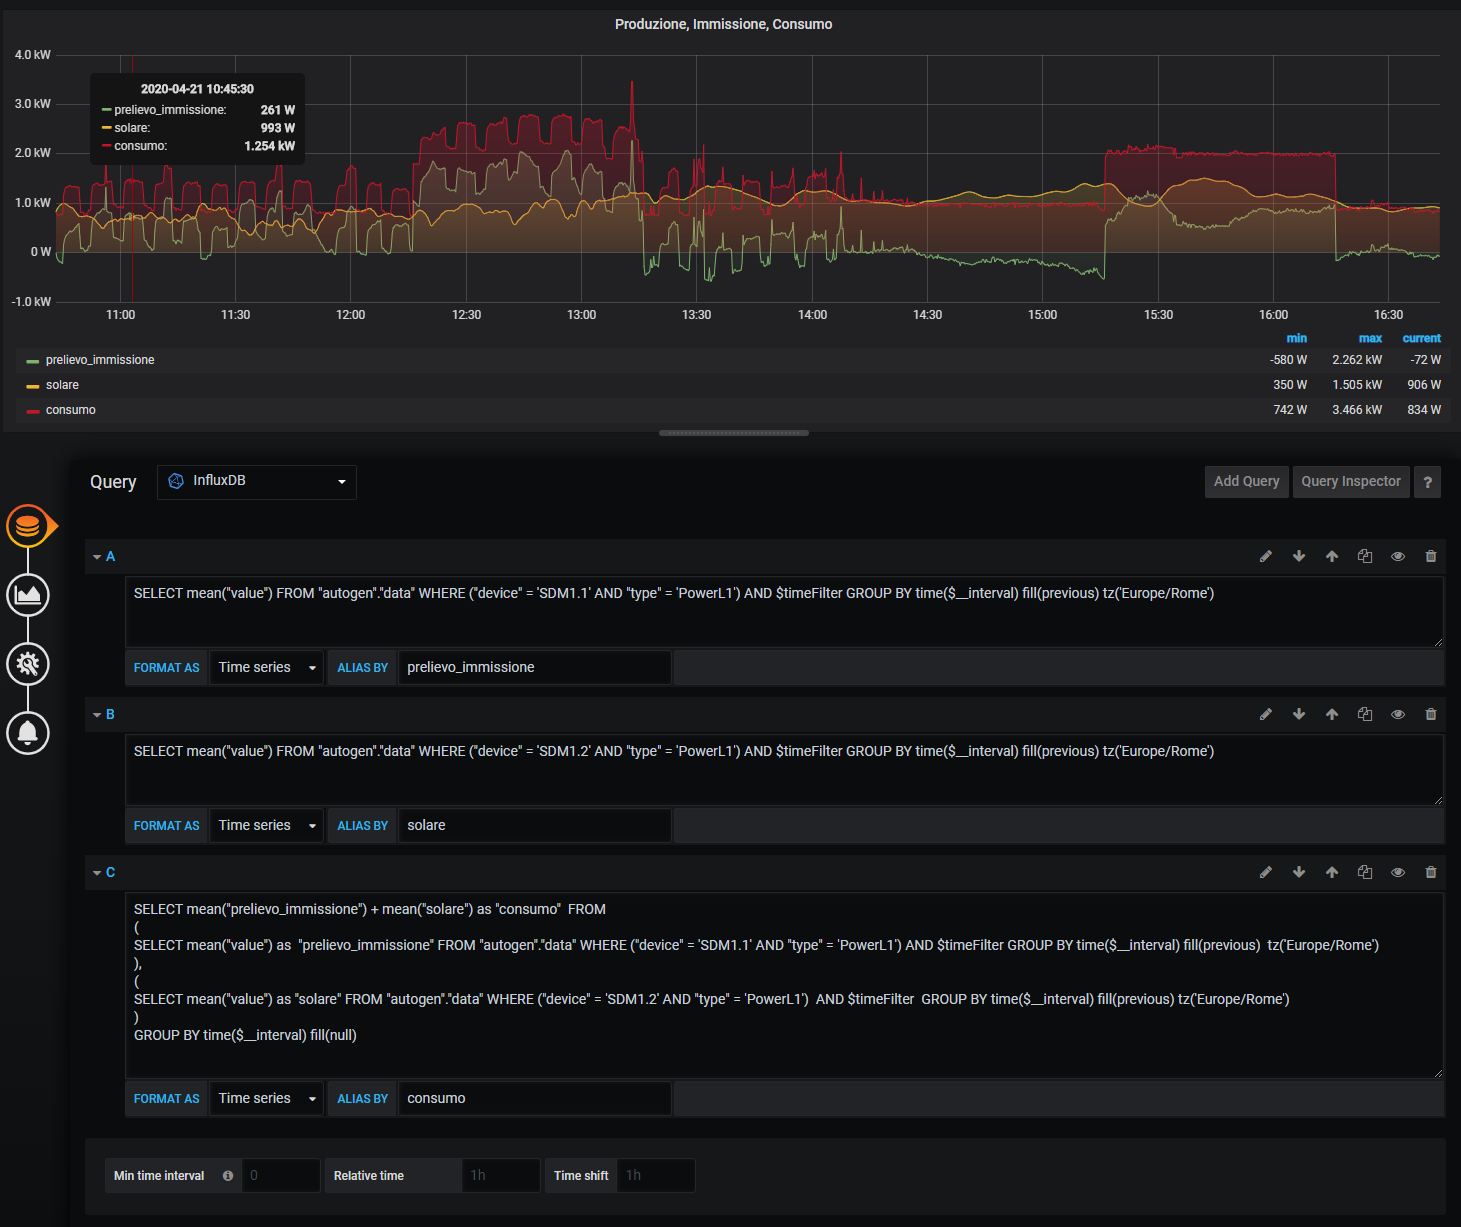 Produzione, Immissione, Consumo
4.0 kW
3.0 kW
2.0 kW
1.0 kW
0 W
-1.0 kW
2020-04-21 10:45:30
prelievo_immissione: 261 W
solare: 993 W
consumo: 1.254 kW
11:00 11:30 12:00 12:30 13:00 13:30 14:00 14:30 15:00 15:30 16:00 16:30
min max current
prelievo_immissione -580 W 2.262 kW -72 W
solare 350 W 1.505 kW 906 W
consumo 742 W 3.466 kW 834 W
Query InfluxDB Add Query Query Inspector ?
A
SELECT mean("value") FROM "autogen"."data" WHERE ("device" = 'SDM1.1' AND "type" = 'PowerL1') AND $timeFilter GROUP BY time($__interval) fill(previous) tz('Europe/Rome')
FORMAT AS Time series ALIAS BY prelievo_immissione
B
SELECT mean("value") FROM "autogen"."data" WHERE ("device" = 'SDM1.2' AND "type" = 'PowerL1') AND $timeFilter GROUP BY time($__interval) fill(previous) tz('Europe/Rome')
FORMAT AS Time series ALIAS BY solare
C
SELECT mean("prelievo_immissione") + mean("solare") as "consumo"  FROM
(
SELECT mean("value") as  "prelievo_immissione" FROM "autogen"."data" WHERE ("device" = 'SDM1.1' AND "type" = 'PowerL1') AND $timeFilter GROUP BY time($__interval) fill(previous)  tz('Europe/Rome')
),
(
SELECT mean("value") as "solare" FROM "autogen"."data" WHERE ("device" = 'SDM1.2' AND "type" = 'PowerL1')  AND $timeFilter  GROUP BY time($__interval) fill(previous) tz('Europe/Rome')
)
GROUP BY time($__interval) fill(null)
FORMAT AS Time series ALIAS BY consumo
Min time interval 0 Relative time 1h Time shift 1h